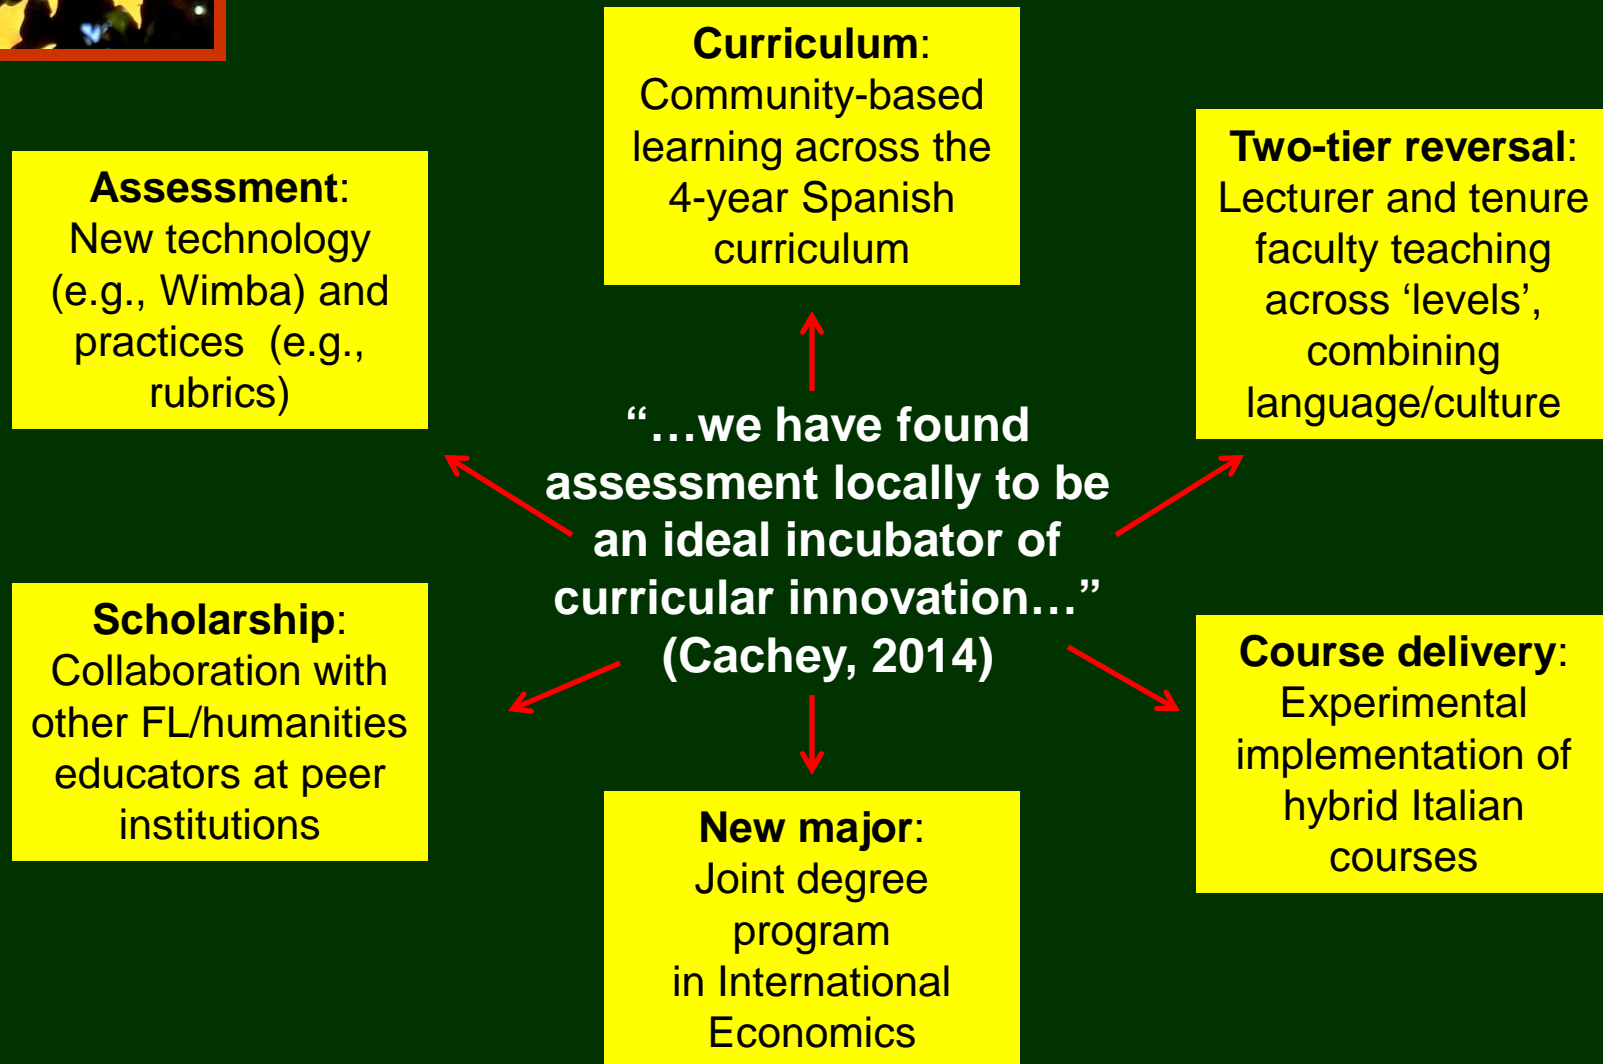 Curriculum:
Community-based
learning across the
4-year Spanish
curriculum
Assessment:
New technology
(e.g., Wimba) and
practices  (e.g.,
rubrics)
Two-tier reversal:
Lecturer and tenure
faculty teaching
across ‘levels’,
combining
language/culture
“…we have found
assessment locally to be
an ideal incubator of
curricular innovation…”
(Cachey, 2014)
Scholarship:
Collaboration with
other FL/humanities
educators at peer
institutions
New major:
Joint degree
program
in International
Economics
Course delivery:
Experimental
implementation of
hybrid Italian
courses